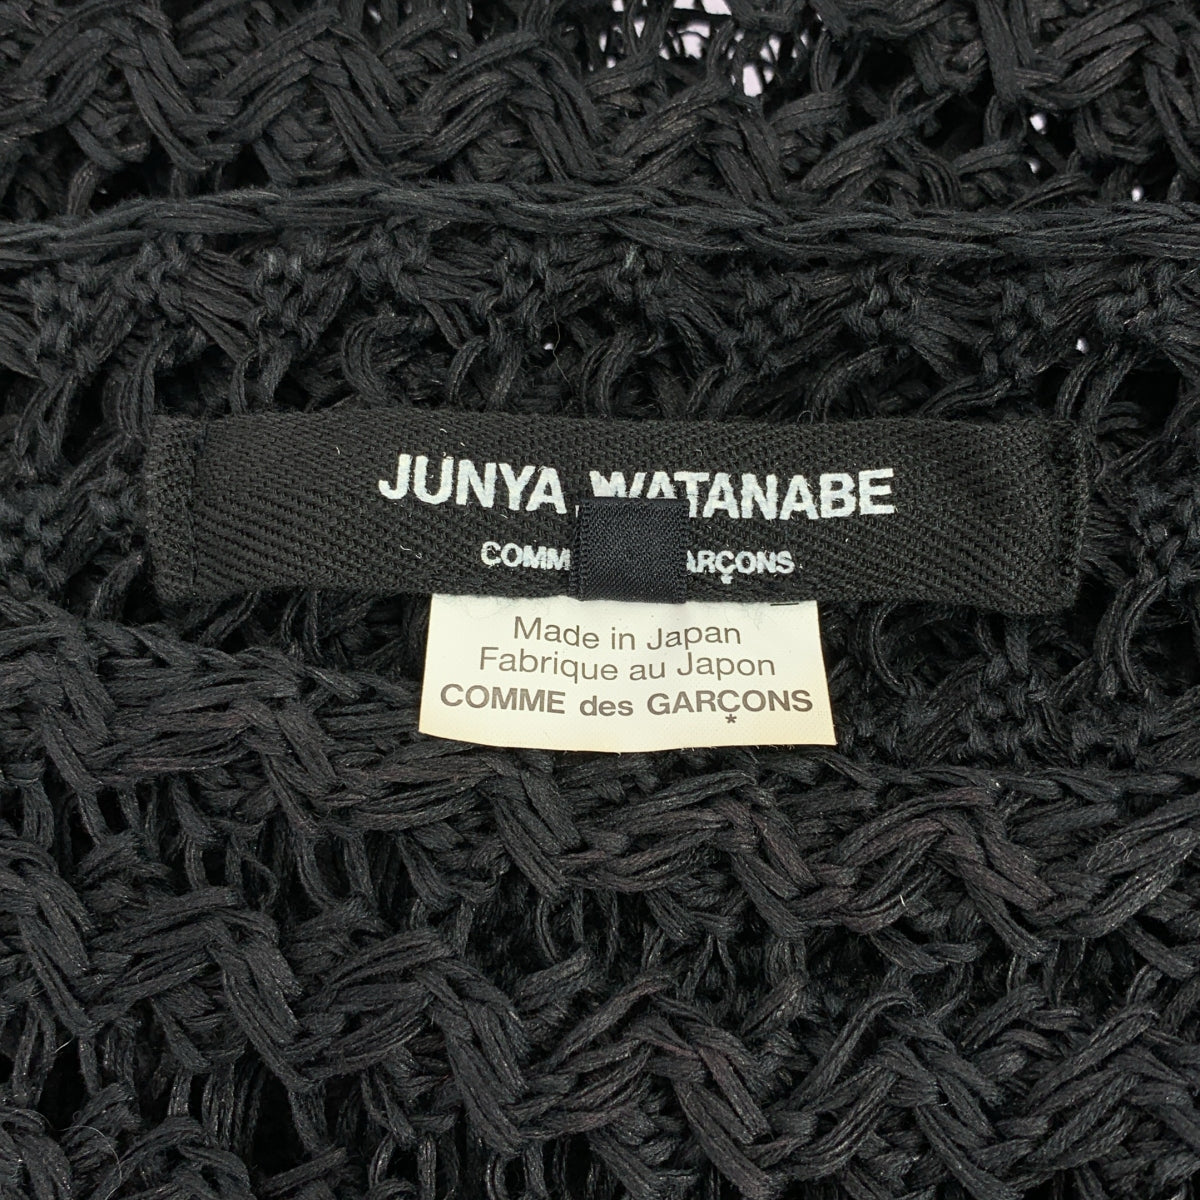 JUNYA WATANABE
COMM ARÇONS
Made in Japan
Fabrique au Japon
COMME des GARÇONS
*